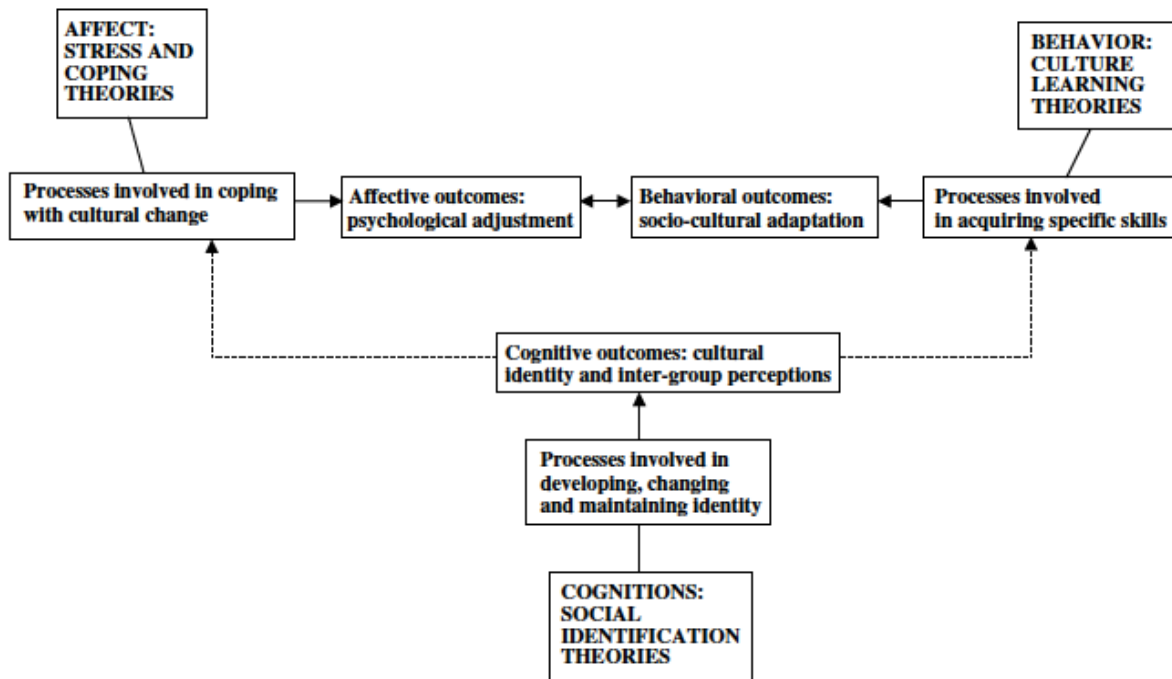 AFFECT:
STRESS AND
COPING
THEORIES
BEHAVIOR:
CULTURE
LEARNING
THEORIES
Processes involved in coping
with cultural change
Affective outcomes:
psychological adjustment
Behavioral outcomes:
socio-cultural adaptation
Processes involved
in acquiring specific skills
Cognitive outcomes: cultural
identity and inter-group perceptions
Processes involved in
developing, changing
and maintaining identity
COGNITIONS:
SOCIAL
IDENTIFICATION
THEORIES